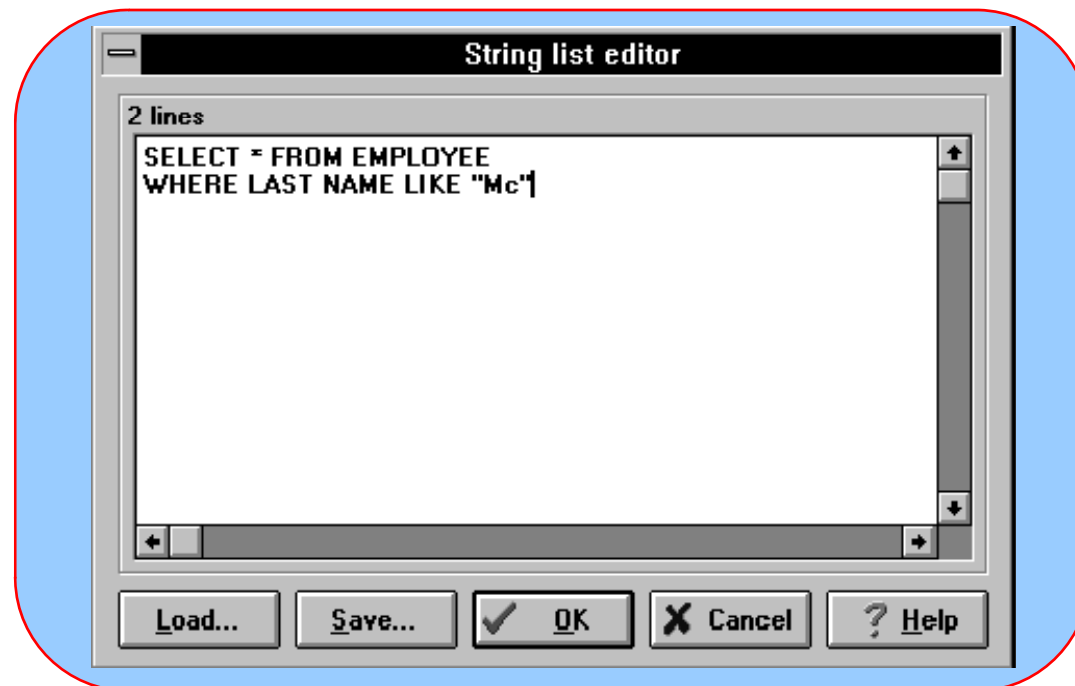 String list editor
2 lines
SELECT * FROM EMPLOYEE
WHERE LAST NAME LIKE "Mc"
Load...
Save...
OK
Cancel
? Help